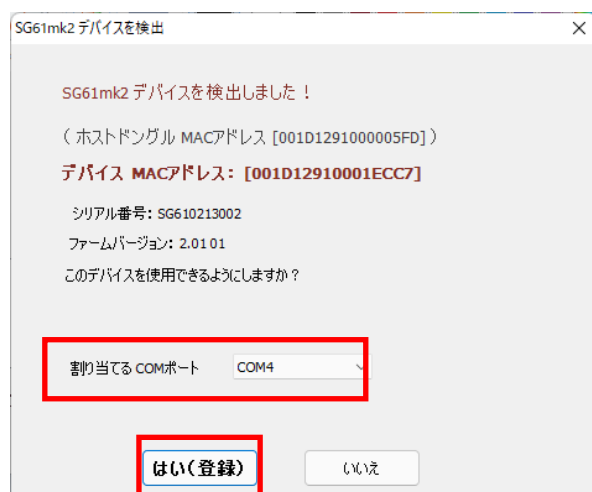 SG61mk2 デバイスを検出
SG61mk2 デバイスを検出しました！
（ ホストドングル MACアドレス [001D1291000005FD] ）
デバイス MACアドレス： [001D12910001ECC7]
シリアル番号: SG610213002
ファームバージョン: 2.01 01
このデバイスを使用できるようにしますか？
割り当てる COMポート COM4
はい(登録) いいえ